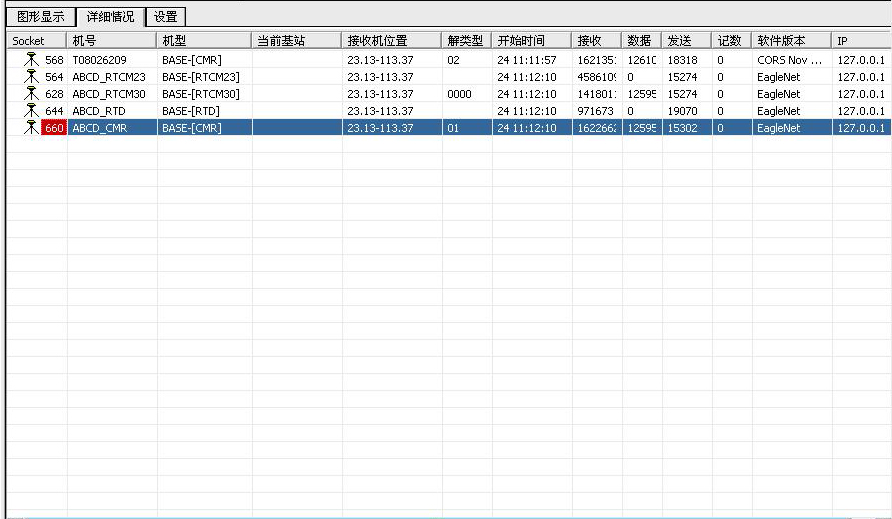 图形显示 详细情况 设置
Socket 机号 机型 当前基站 接收机位置 解类型 开始时间 接收 数据 发送 记数 软件版本 IP
568 T08026209 BASE-[CMR] 23.13-113.37 02 24 11:11:57 162135: 12610 18318 0 CORS Nov ... 127.0.0.1
564 ABCD_RTCM23 BASE-[RTCM23] 23.13-113.37 24 11:12:10 458610 0 15274 0 EagleNet 127.0.0.1
628 ABCD_RTCM30 BASE-[RTCM30] 23.13-113.37 0000 24 11:12:10 141801 12595 15274 0 EagleNet 127.0.0.1
644 ABCD_RTD BASE-[RTD] 23.13-113.37 24 11:12:10 971673 0 19070 0 EagleNet 127.0.0.1
660 ABCD_CMR BASE-[CMR] 23.13-113.37 01 24 11:12:10 162266 12595 15302 0 EagleNet 127.0.0.1